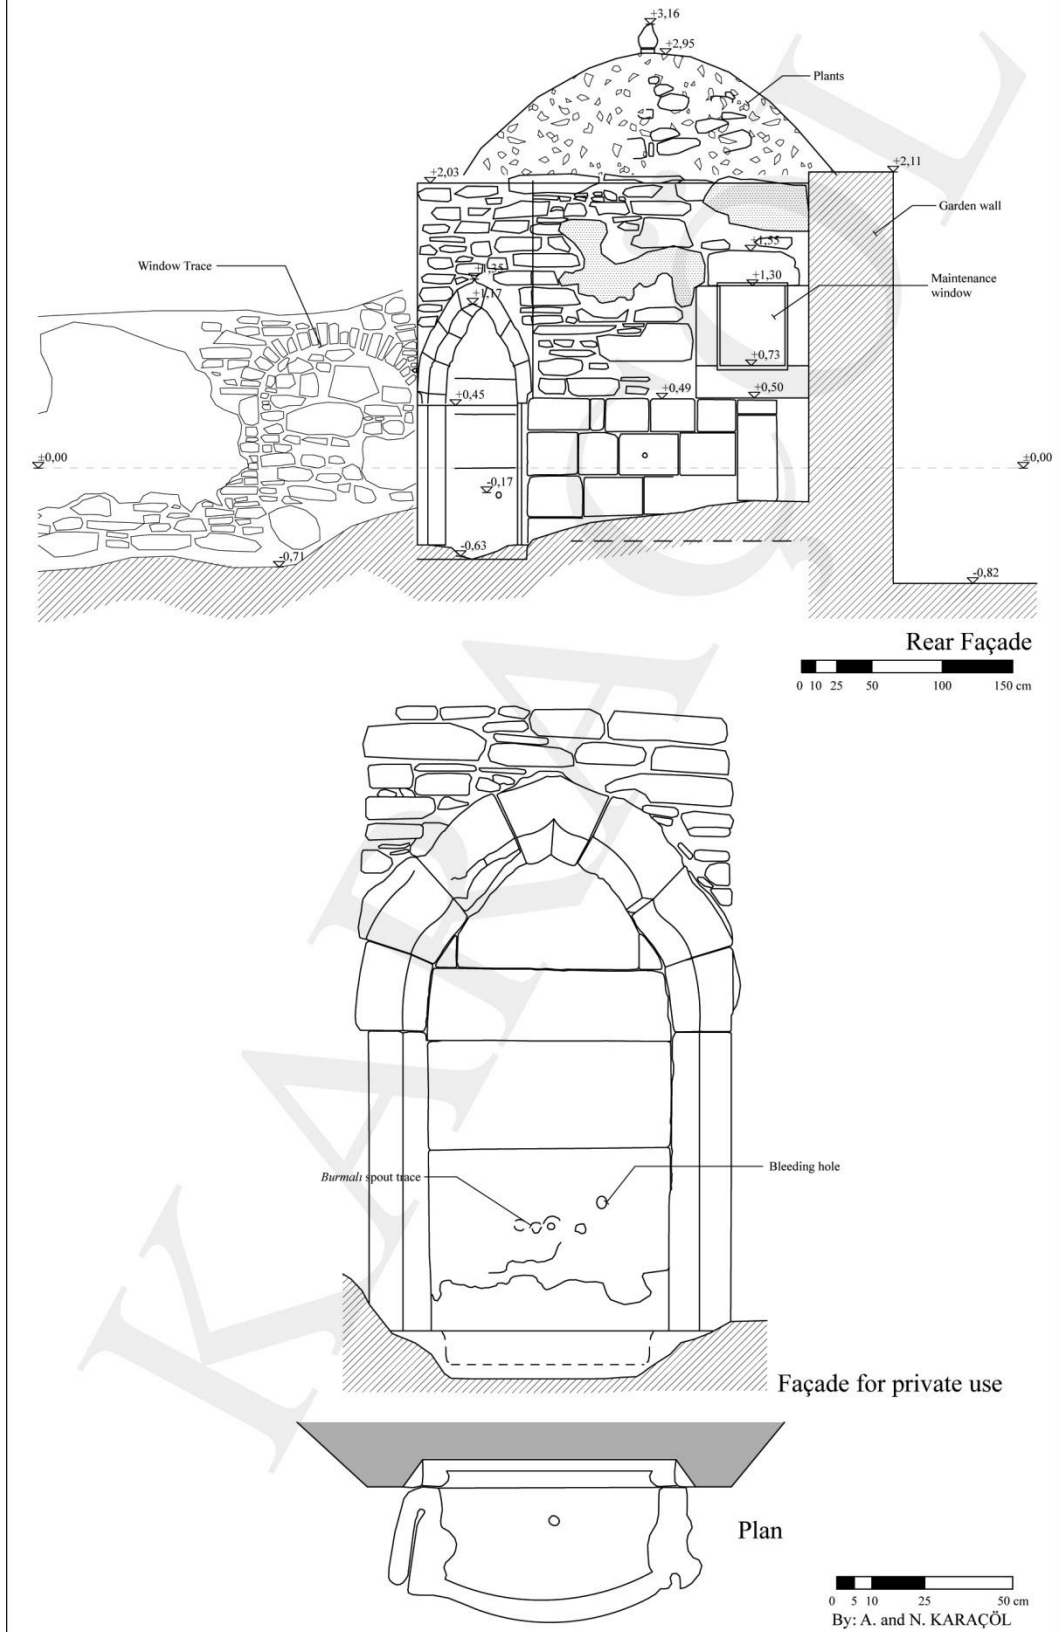 +3,16
+2,95
Plants
+2,03
+2,11
Garden wall
+1,55
Window Trace
+1,35
+1,30
Maintenance
window
+1,17
+0,73
+0,45
+0,49
+0,50
+0,00
+0,00
-0,17
-0,63
-0,71
-0,82
Rear Façade
0 10 25 50 100 150 cm
Burmalı spout trace
Bleeding hole
Façade for private use
Plan
0 5 10 25 50 cm
By: A. and N. KARAÇÖL
KARAÇÖL